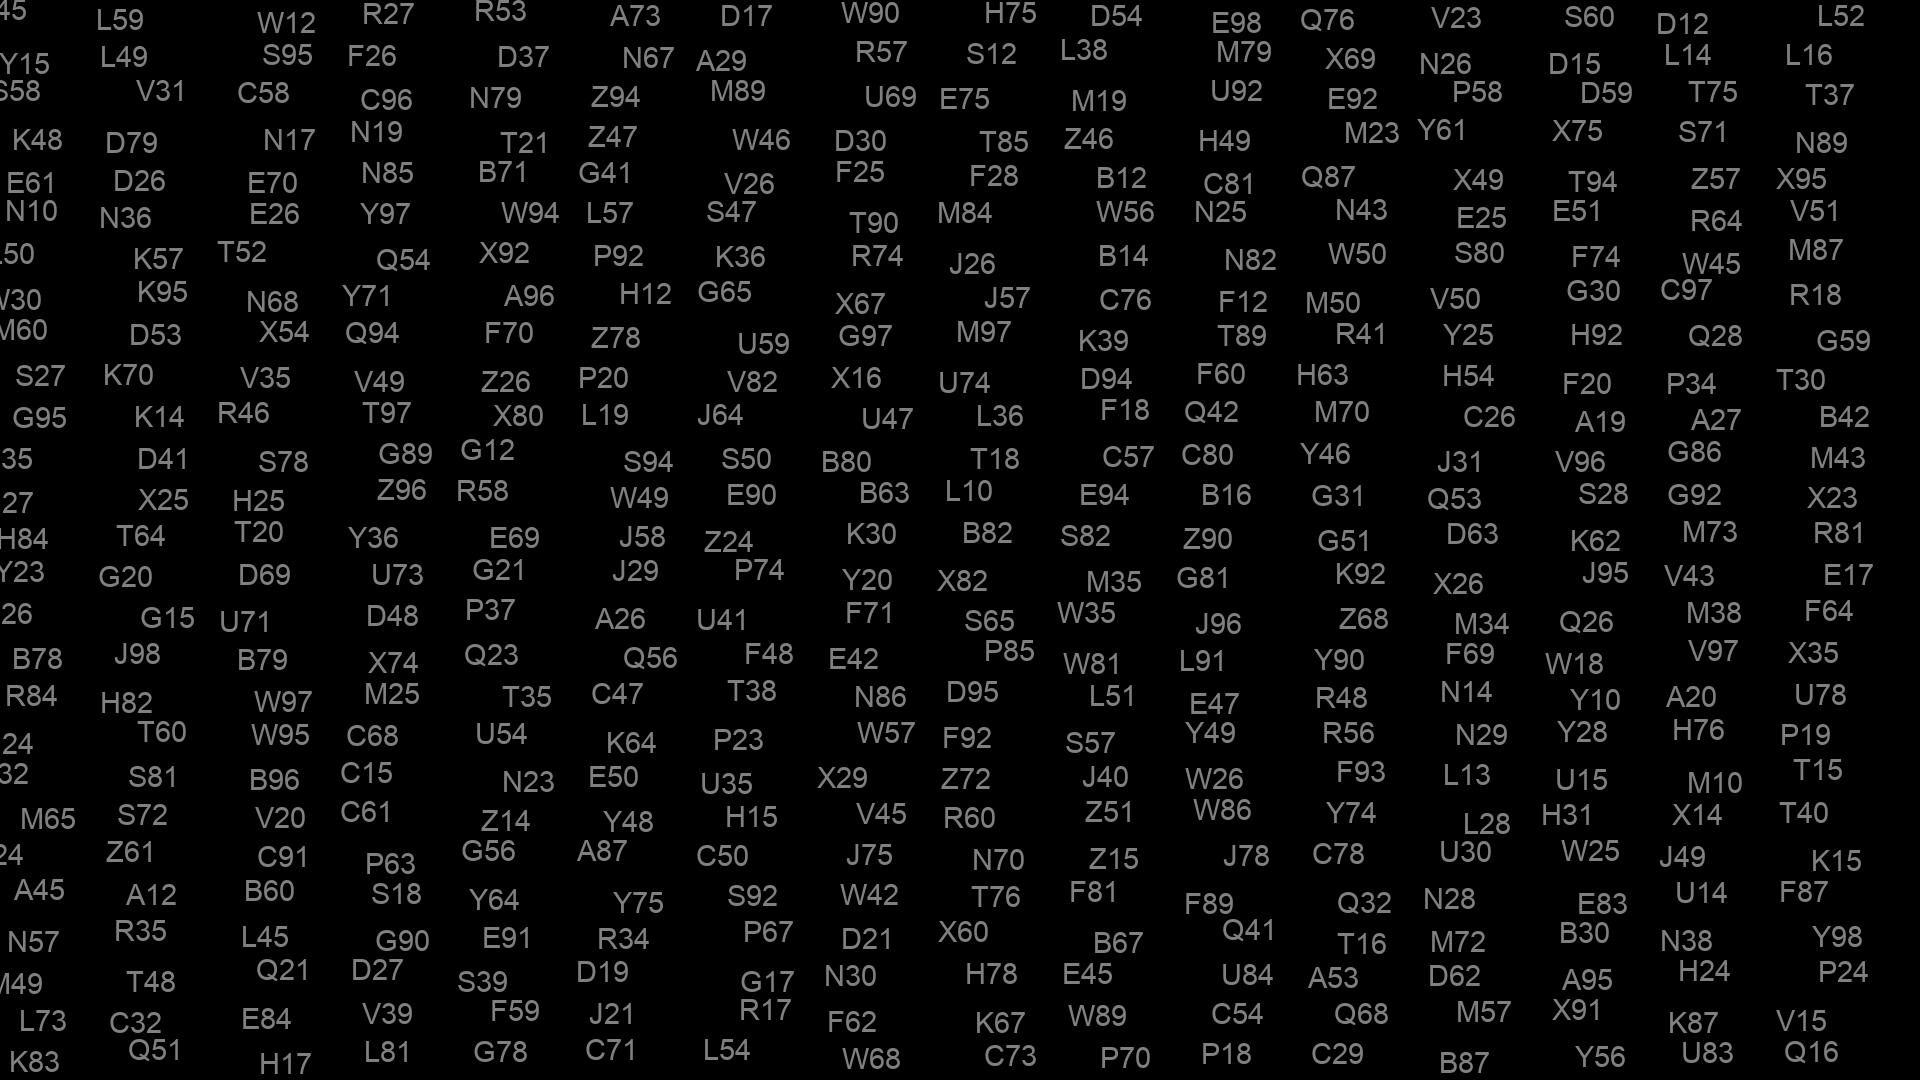 45 L59 W12 R27 R53 A73 D17 W90 H75 D54 E98 Q76 V23 S60 D12 L52
Y15 L49 S95 F26 D37 N67 A29 R57 S12 L38 M79 X69 N26 D15 L14 L16
S58 V31 C58 C96 N79 Z94 M89 U69 E75 M19 U92 E92 P58 D59 T75 T37
K48 D79 N17 N19 T21 Z47 W46 D30 T85 Z46 H49 M23 Y61 X75 S71 N89
E61 D26 E70 N85 B71 G41 V26 F25 F28 B12 C81 Q87 X49 T94 Z57 X95
N10 N36 E26 Y97 W94 L57 S47 T90 M84 W56 N25 N43 E25 E51 R64 V51
50 K57 T52 Q54 X92 P92 K36 R74 J26 B14 N82 W50 S80 F74 W45 M87
W30 K95 N68 Y71 A96 H12 G65 X67 J57 C76 F12 M50 V50 G30 C97 R18
M60 D53 X54 Q94 F70 Z78 U59 G97 M97 K39 T89 R41 Y25 H92 Q28 G59
S27 K70 V35 V49 Z26 P20 V82 X16 U74 D94 F60 H63 H54 F20 P34 T30
G95 K14 R46 T97 X80 L19 J64 U47 L36 F18 Q42 M70 C26 A19 A27 B42
35 D41 S78 G89 G12 S94 S50 B80 T18 C57 C80 Y46 J31 V96 G86 M43
27 X25 H25 Z96 R58 W49 E90 B63 L10 E94 B16 G31 Q53 S28 G92 X23
H84 T64 T20 Y36 E69 J58 Z24 K30 B82 S82 Z90 G51 D63 K62 M73 R81
Y23 G20 D69 U73 G21 J29 P74 Y20 X82 M35 G81 K92 X26 J95 V43 E17
26 G15 U71 D48 P37 A26 U41 F71 S65 W35 J96 Z68 M34 Q26 M38 F64
B78 J98 B79 X74 Q23 Q56 F48 E42 P85 W81 L91 Y90 F69 W18 V97 X35
R84 H82 W97 M25 T35 C47 T38 N86 D95 L51 E47 R48 N14 Y10 A20 U78
24 T60 W95 C68 U54 K64 P23 W57 F92 S57 Y49 R56 N29 Y28 H76 P19
32 S81 B96 C15 N23 E50 U35 X29 Z72 J40 W26 F93 L13 U15 M10 T15
M65 S72 V20 C61 Z14 Y48 H15 V45 R60 Z51 W86 Y74 L28 H31 X14 T40
24 Z61 C91 P63 G56 A87 C50 J75 N70 Z15 J78 C78 U30 W25 J49 K15
A45 A12 B60 S18 Y64 Y75 S92 W42 T76 F81 F89 Q32 N28 E83 U14 F87
N57 R35 L45 G90 E91 R34 P67 D21 X60 B67 Q41 T16 M72 B30 N38 Y98
M49 T48 Q21 D27 S39 D19 G17 N30 H78 E45 U84 A53 D62 A95 H24 P24
L73 C32 E84 V39 F59 J21 R17 F62 K67 W89 C54 Q68 M57 X91 K87 V15
K83 Q51 H17 L81 G78 C71 L54 W68 C73 P70 P18 C29 B87 Y56 U83 Q16